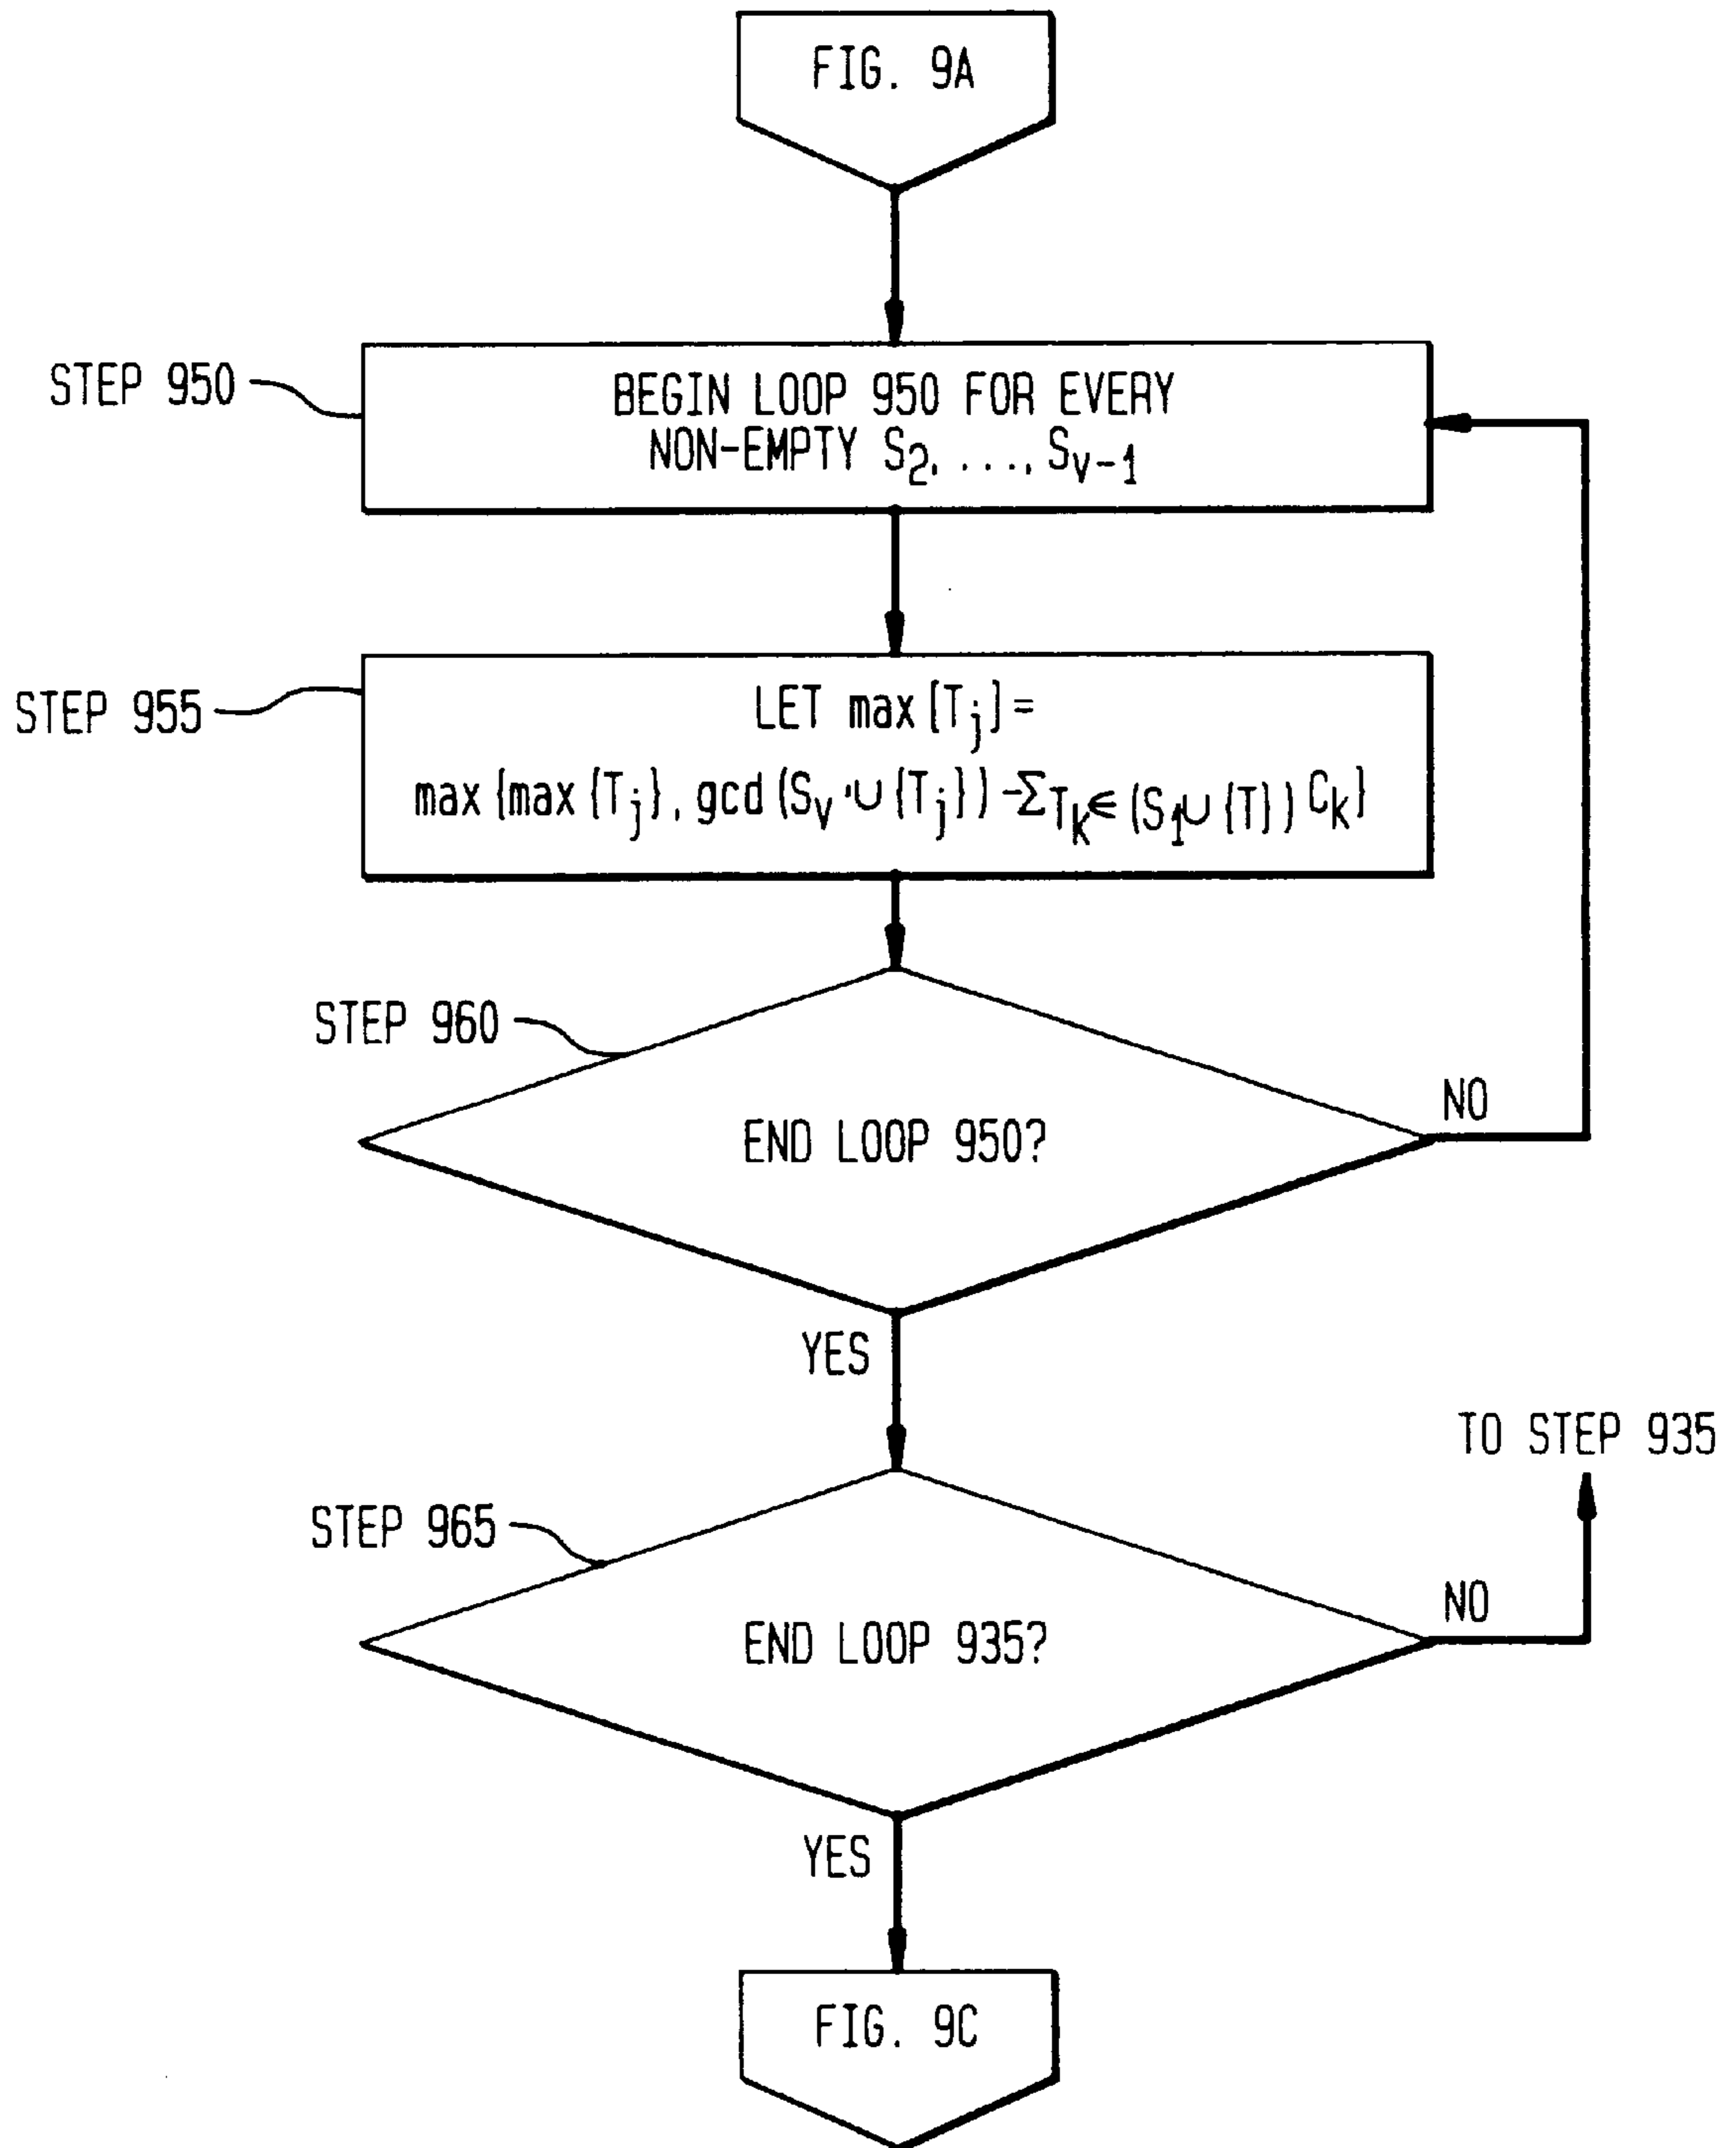 FIG. 9A
STEP 950
BEGIN LOOP 950 FOR EVERY
NON-EMPTY S2, ..., Sv-1
STEP 955
LET max[Tj]=
max{max{Tj}, gcd(Sv'∪{Tj})-ΣTk∈(S1∪{T})Ck}
STEP 960
END LOOP 950?
NO
YES
TO STEP 935
STEP 965
END LOOP 935?
NO
YES
FIG. 9C